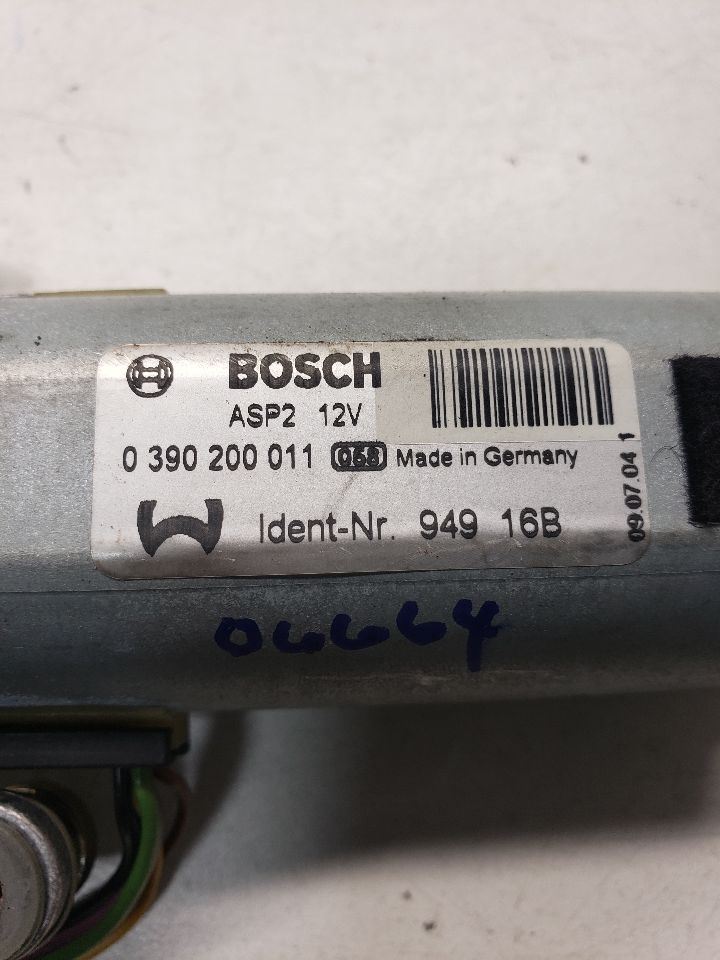 BOSCH
ASP2 12V
0 390 200 011 068 Made in Germany
Ident-Nr. 949 16B
09.07.04 1
06664